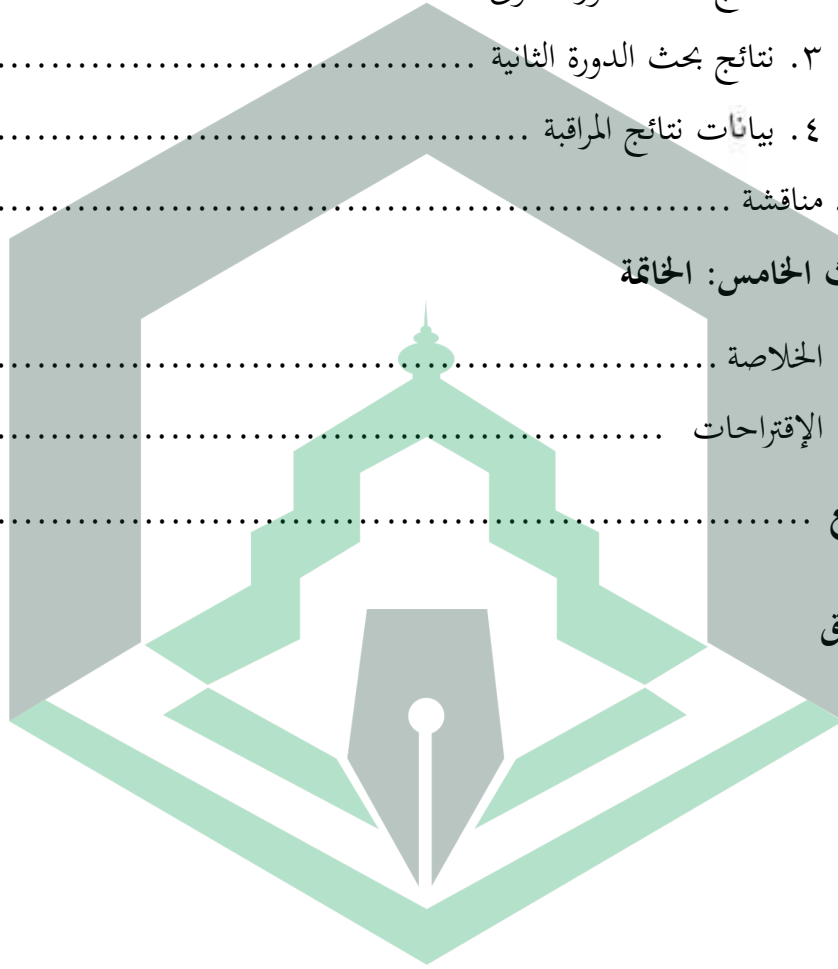 ٣. نتائج بحث الدورة الثانية ........................................
٤. بيانات نتائج المراقبة ........................................
مناقشة ........................................
الخامس: الخاتمة
الخلاصة ........................................
الإقتراحات ........................................